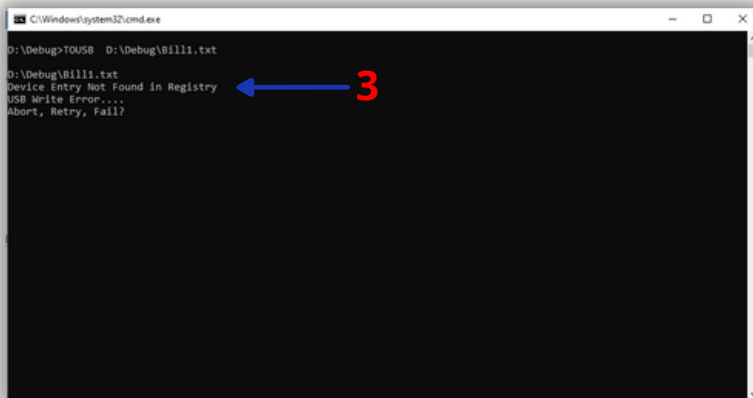 C:\Windows\system32\cmd.exe
D:\Debug>TOUSB  D:\Debug\Bill1.txt
D:\Debug\Bill1.txt
Device Entry Not Found in Registry
3
USB Write Error....
Abort, Retry, Fail?